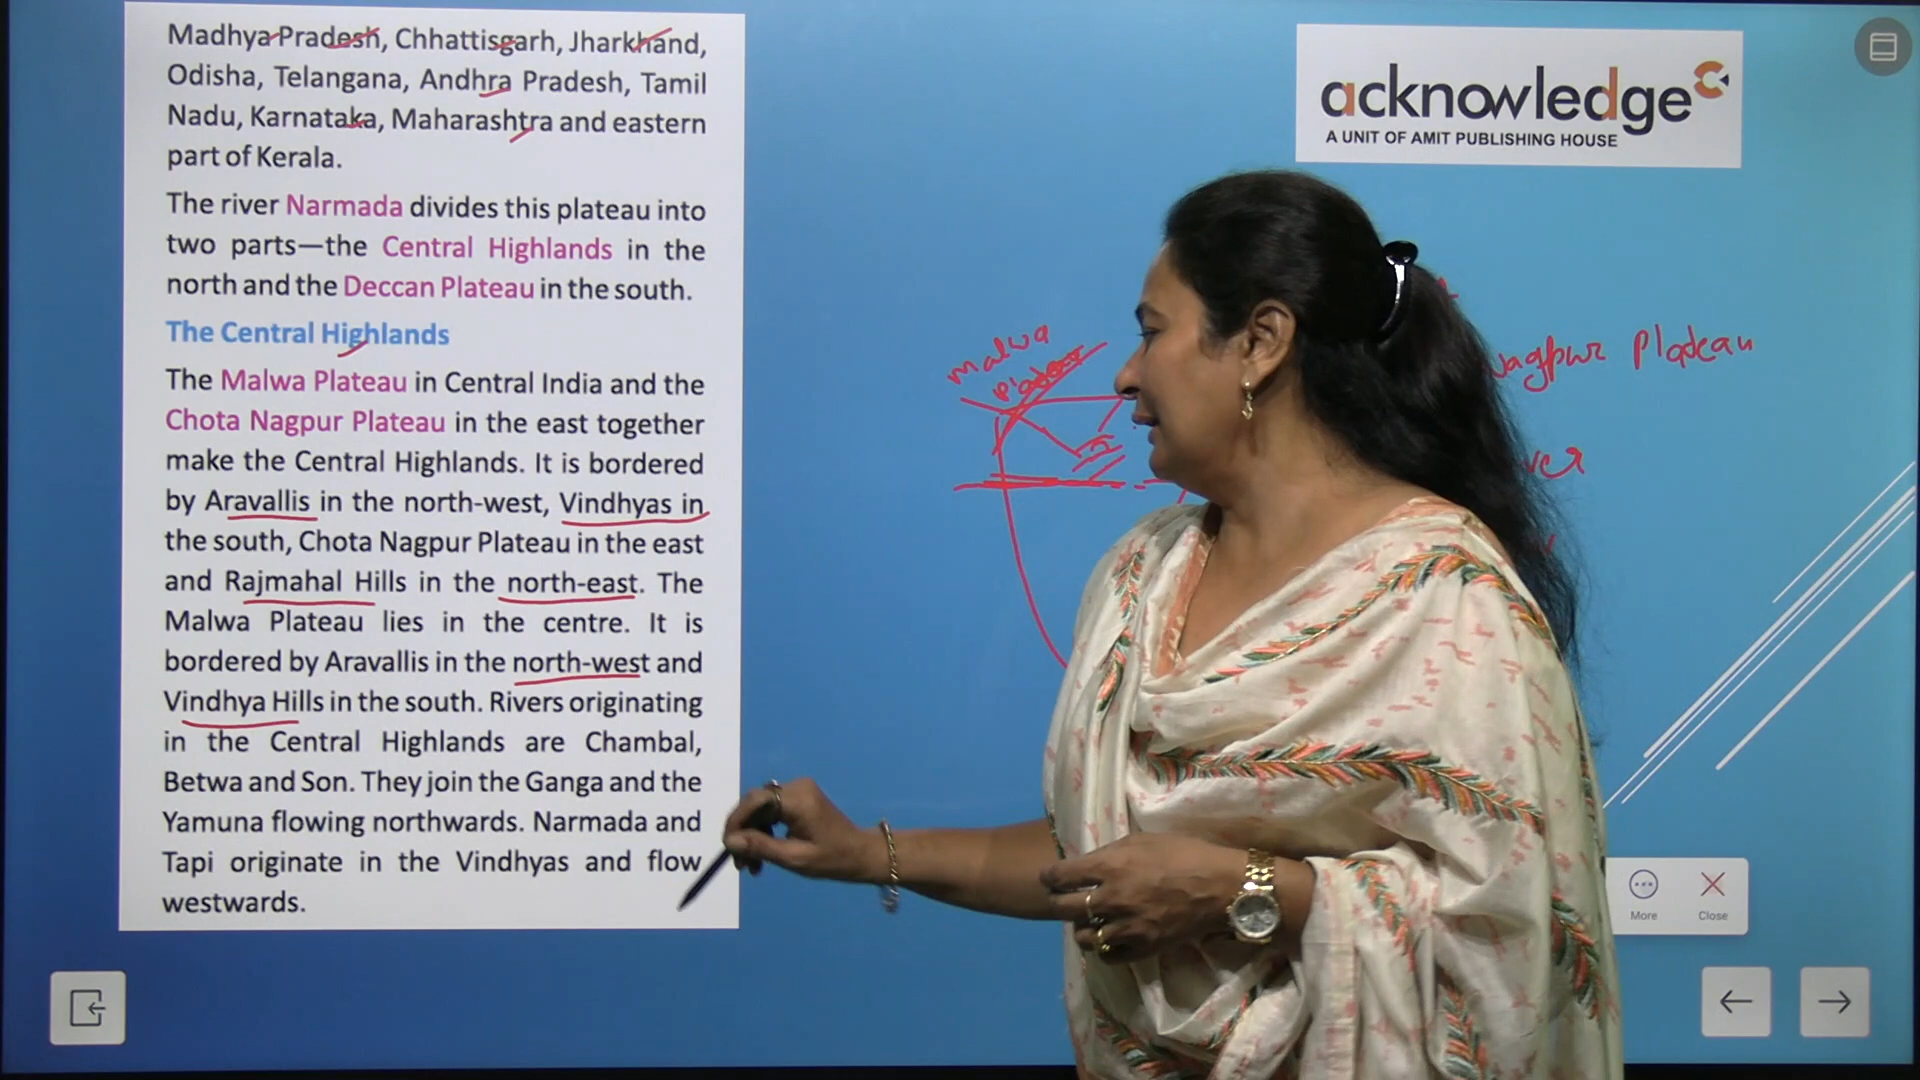 Madhya Pradesh, Chhattisgarh, Jharkhand,
Odisha, Telangana, Andhra Pradesh, Tamil
Nadu, Karnataka, Maharashtra and eastern
part of Kerala.
The river Narmada divides this plateau into
two parts—the Central Highlands in the
north and the Deccan Plateau in the south.
The Central Highlands
The Malwa Plateau in Central India and the
Chota Nagpur Plateau in the east together
make the Central Highlands. It is bordered
by Aravallis in the north-west, Vindhyas in
the south, Chota Nagpur Plateau in the east
and Rajmahal Hills in the north-east. The
Malwa Plateau lies in the centre. It is
bordered by Aravallis in the north-west and
Vindhya Hills in the south. Rivers originating
in the Central Highlands are Chambal,
Betwa and Son. They join the Ganga and the
Yamuna flowing northwards. Narmada and
Tapi originate in the Vindhyas and flow
westwards.
acknowledge
A UNIT OF AMIT PUBLISHING HOUSE
Malwa
Plateau
Nagpur Plateau
More
Close